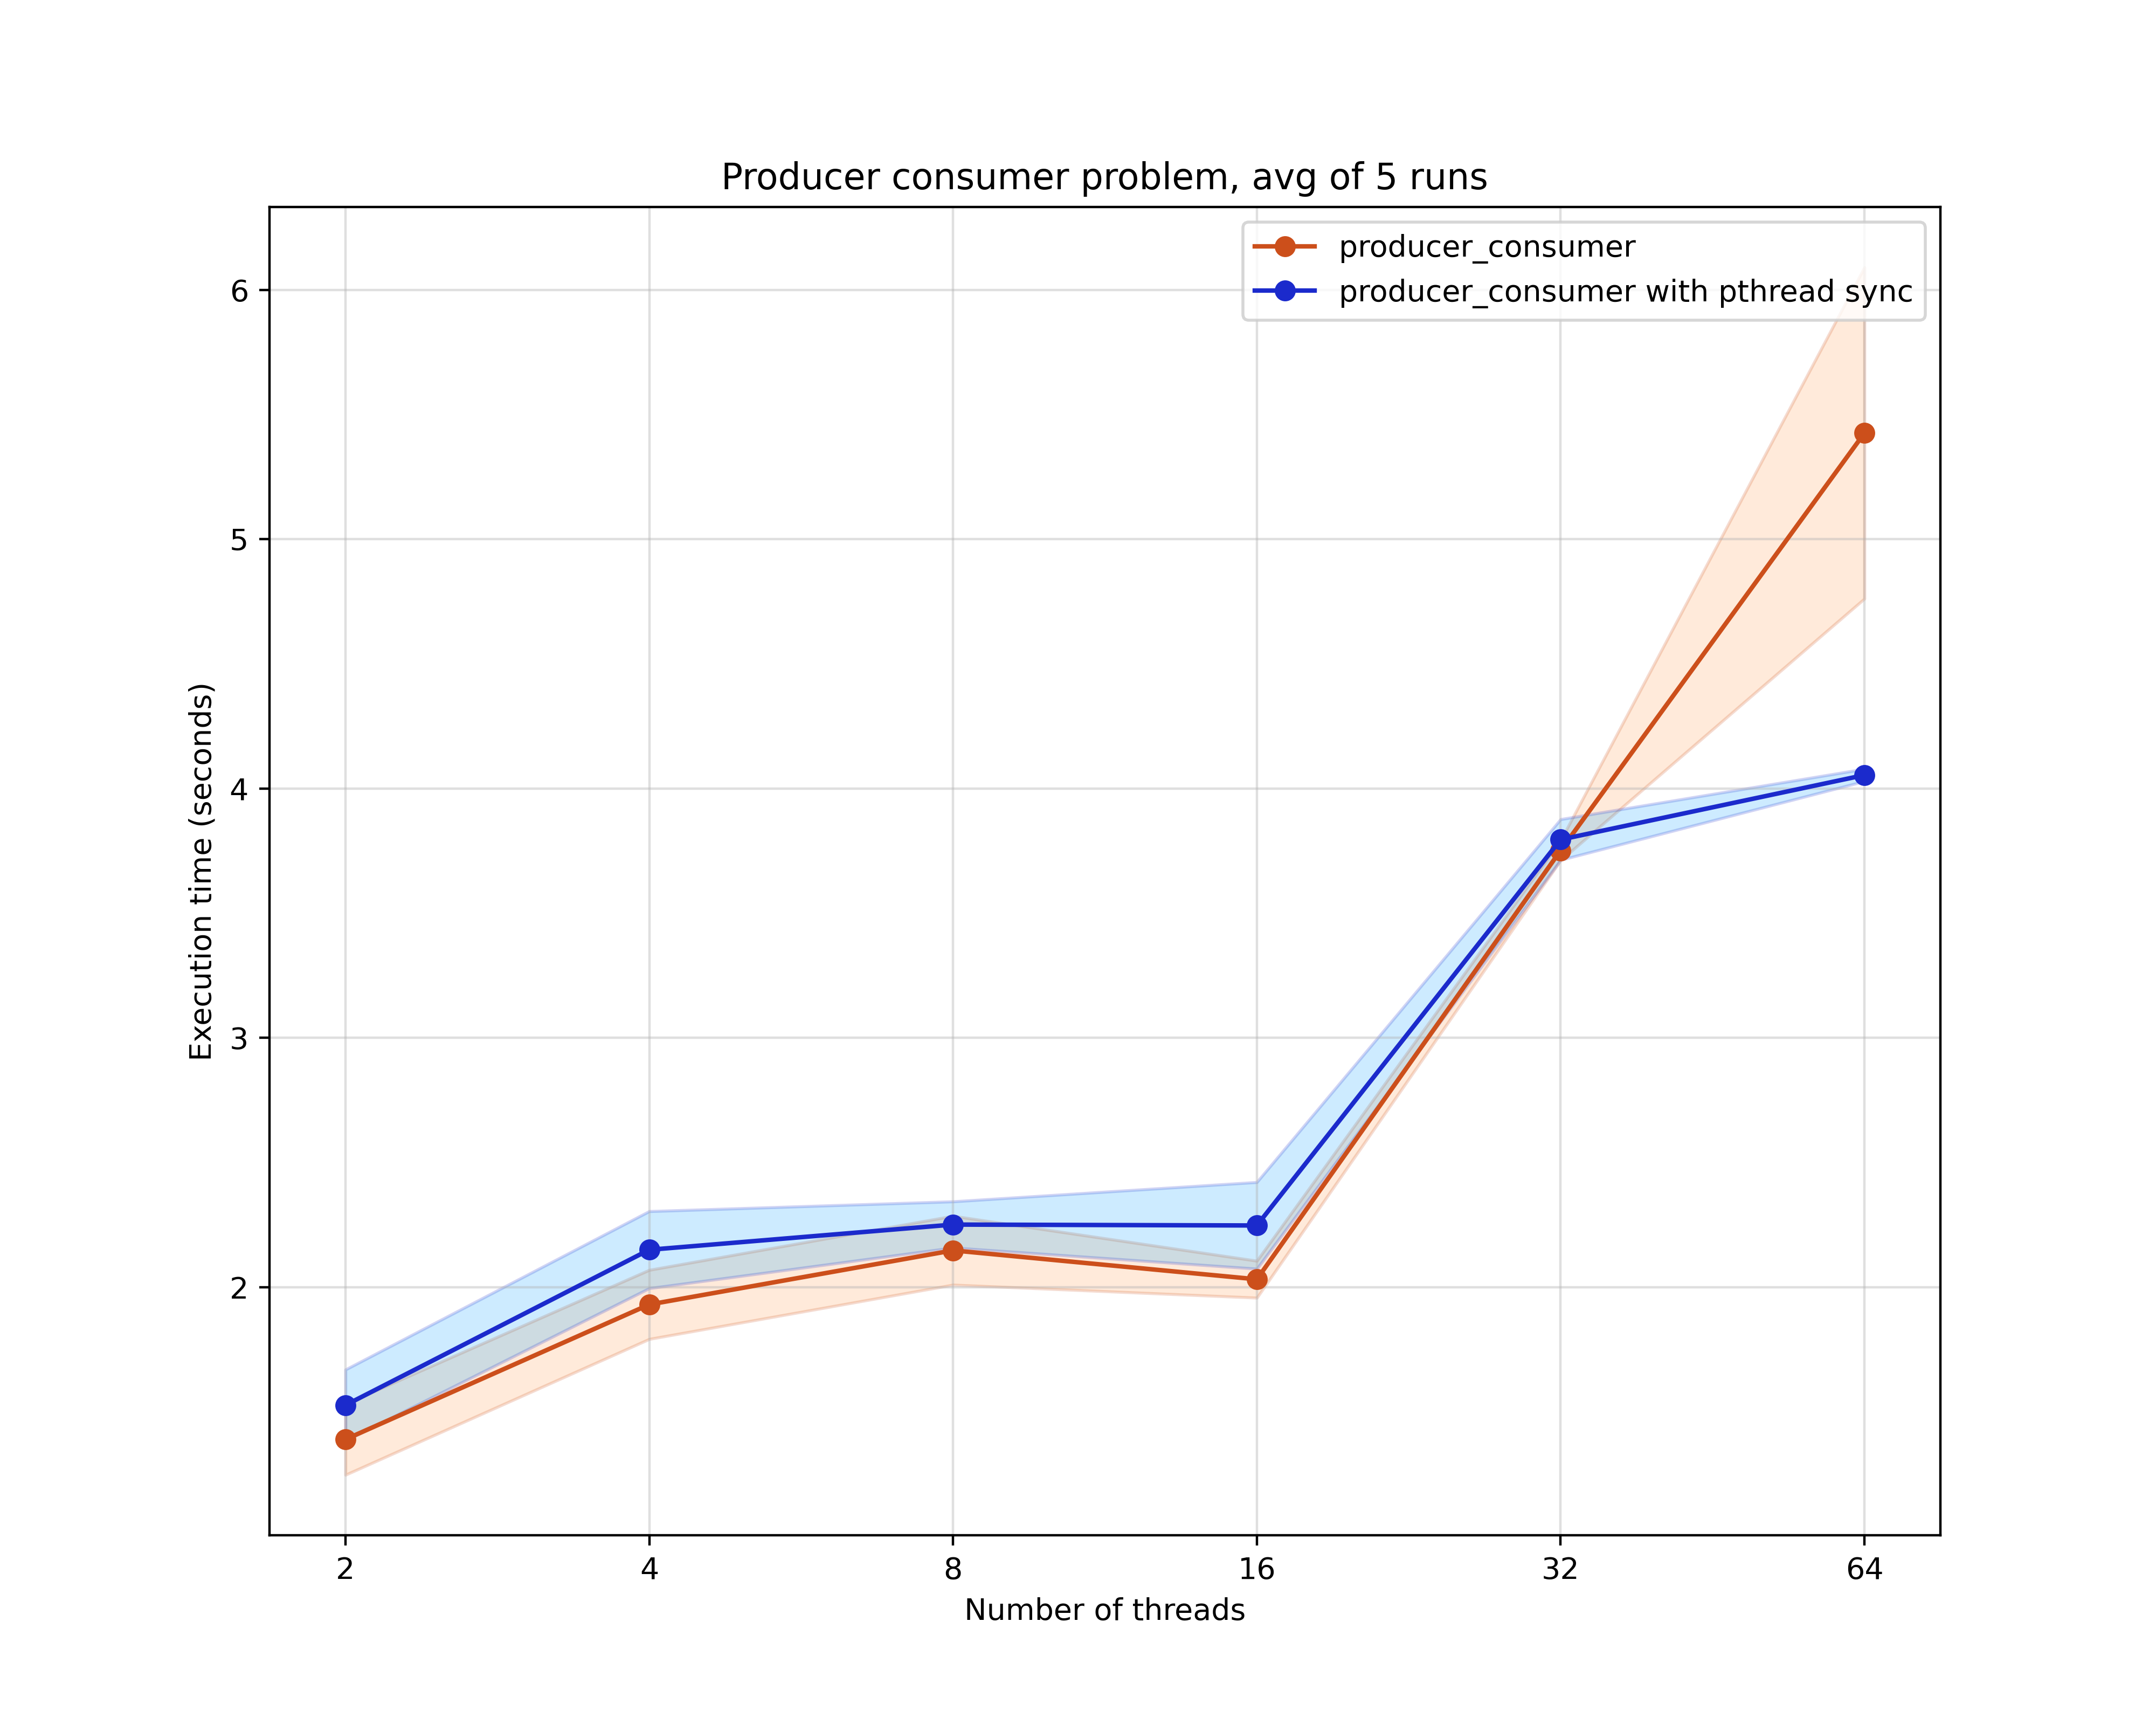 Producer consumer problem, avg of 5 runs
producer_consumer
producer_consumer with pthread sync
Execution time (seconds)
6
5
4
3
2
2 4 8 16 32 64
Number of threads